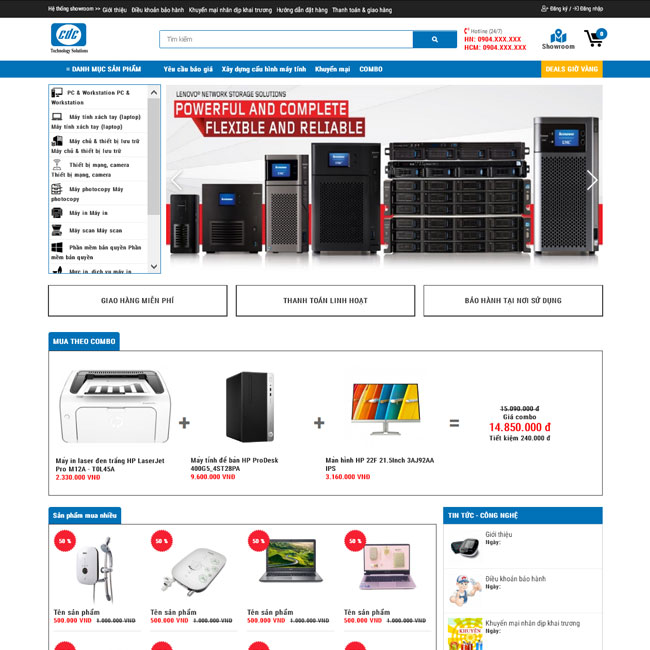 Hệ thống showroom >> Giới thiệu Điều khoản bảo hành Khuyến mại nhân dịp khai trương Hướng dẫn đặt hàng Thanh toán & giao hàng
Đăng ký / Đăng nhập
CDC
Technology Solutions
Tìm kiếm
Hotline (24/7)
HN: 0904.XXX.XXX
HCM: 0904.XXX.XXX
Showroom
0
≡ DANH MỤC SẢN PHẨM
Yêu cầu báo giá Xây dựng cấu hình máy tính Khuyến mại COMBO
DEALS GIỜ VÀNG
PC & Workstation PC &
Workstation
Máy tính xách tay (laptop)
Máy tính xách tay (laptop)
Máy chủ & thiết bị lưu trữ
Máy chủ & thiết bị lưu trữ
Thiết bị mạng, camera
Thiết bị mạng, camera
Máy photocopy Máy
photocopy
Máy in Máy in
Máy scan Máy scan
Phần mềm bản quyền Phần
mềm bản quyền
Mực in, dịch vụ máy in
LENOVO® NETWORK STORAGE SOLUTIONS
POWERFUL AND COMPLETE
FLEXIBLE AND RELIABLE
GIAO HÀNG MIỄN PHÍ
THANH TOÁN LINH HOẠT
BẢO HÀNH TẠI NƠI SỬ DỤNG
MUA THEO COMBO
+
+
=
Máy in laser đen trắng HP LaserJet
Pro M12A - T0L45A
2.330.000 VNĐ
Máy tính để bàn HP ProDesk
400G5_4ST28PA
9.600.000 VNĐ
Màn hình HP 22F 21.5Inch 3AJ92AA
IPS
3.160.000 VNĐ
15.090.000 đ
Giá combo
14.850.000 đ
Tiết kiệm 240.000 đ
Sản phẩm mua nhiều
50 %
50 %
50 %
50 %
Tên sản phẩm
500.000 VND 1.000.000 VND
Tên sản phẩm
500.000 VND 1.000.000 VND
Tên sản phẩm
500.000 VND 1.000.000 VND
Tên sản phẩm
500.000 VND 1.000.000 VND
TIN TỨC - CÔNG NGHỆ
Giới thiệu
Ngày:
Điều khoản bảo hành
Ngày:
Khuyến mại nhân dịp khai trương
Ngày:
KHUYẾN